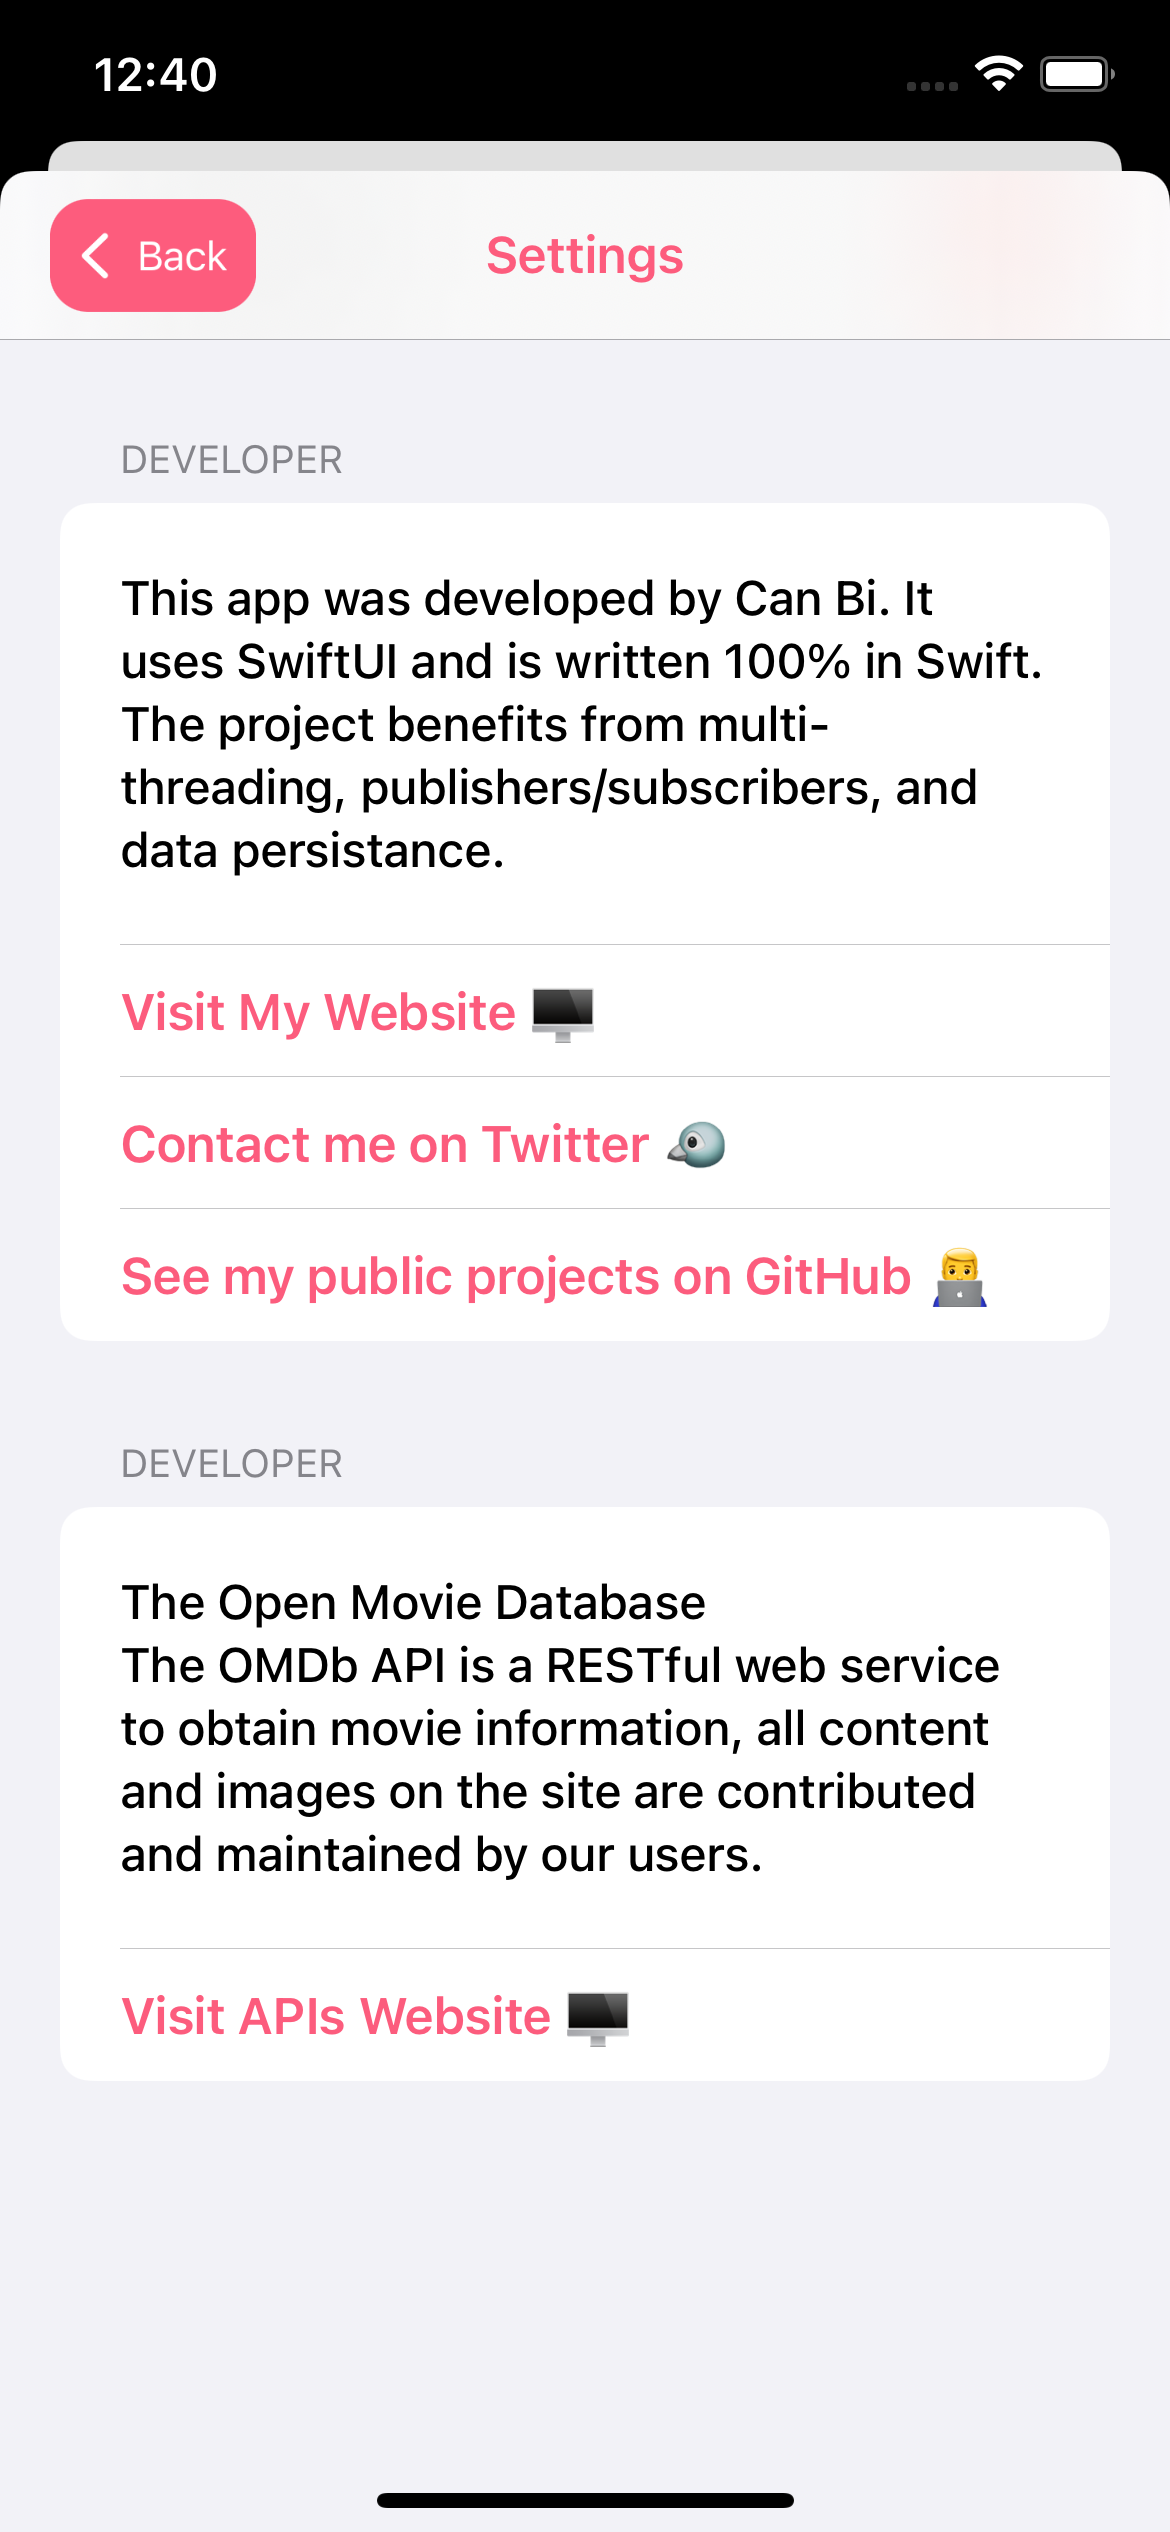 12:40
Back
Settings
DEVELOPER
This app was developed by Can Bi. It
uses SwiftUI and is written 100% in Swift.
The project benefits from multi-
threading, publishers/subscribers, and
data persistance.
Visit My Website 🖥️
Contact me on Twitter 🐦
See my public projects on GitHub 👨‍💻
DEVELOPER
The Open Movie Database
The OMDb API is a RESTful web service
to obtain movie information, all content
and images on the site are contributed
and maintained by our users.
Visit APIs Website 🖥️